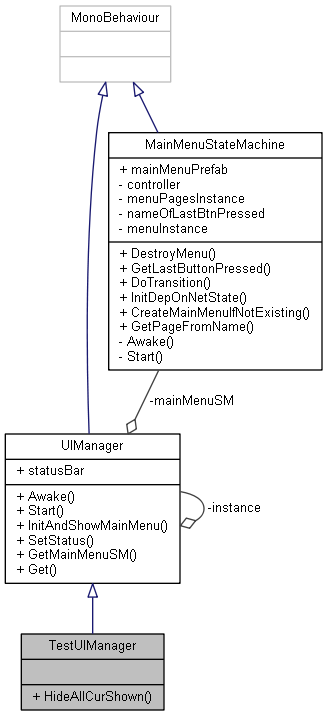 MonoBehaviour
MainMenuStateMachine
+ mainMenuPrefab
- controller
- menuPagesInstance
- nameOfLastBtnPressed
- menuInstance
+ DestroyMenu()
+ GetLastButtonPressed()
+ DoTransition()
+ InitDepOnNetState()
+ CreateMainMenuIfNotExisting()
+ GetPageFromName()
- Awake()
- Start()
-mainMenuSM
UIManager
+ statusBar
+ Awake()
+ Start()
+ InitAndShowMainMenu()
+ SetStatus()
+ GetMainMenuSM()
+ Get()
-instance
TestUIManager
+ HideAllCurShown()